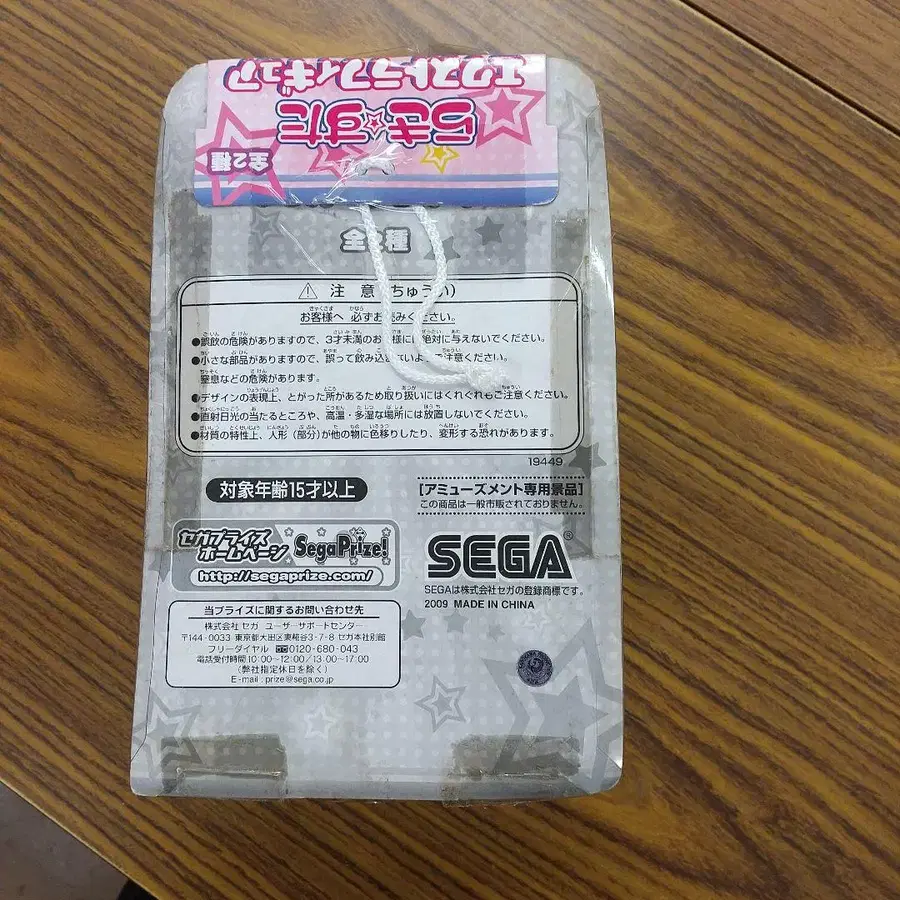 らき☆すた
エクストラフィギュア
全2種
全2種
⚠ 注意(ちゅうい)
お客様へ 必ずお読みください。
●誤飲の危険がありますので、3才未満のお子様には絶対に与えないでください。
●小さな部品がありますので、誤って飲み込まないようご注意ください。
窒息などの危険があります。
●デザインの表現上、とがった所があるため取り扱いにはくれぐれもご注意ください。
●直射日光の当たるところや、高温・多湿な場所には放置しないでください。
●材質の特性上、人形(部分)が他の物に色移りしたり、変形する恐れがあります。
19449
対象年齢15才以上
[アミューズメント専用景品]
この商品は一般市販されておりません。
セガプライズ
ホームページ
SegaPrize!
http://segaprize.com/
SEGA®
SEGAは株式会社セガの登録商標です。
2009 MADE IN CHINA
当プライズに関するお問い合わせ先
株式会社 セガ ユーザーサポートセンター
〒144-0033 東京都大田区東糀谷3-7-8 セガ本社別館
フリーダイヤル 0120-680-043
電話受付時間 10:00~12:00/13:00~17:00
(弊社指定休日を除く)
E-mail : prize@sega.co.jp